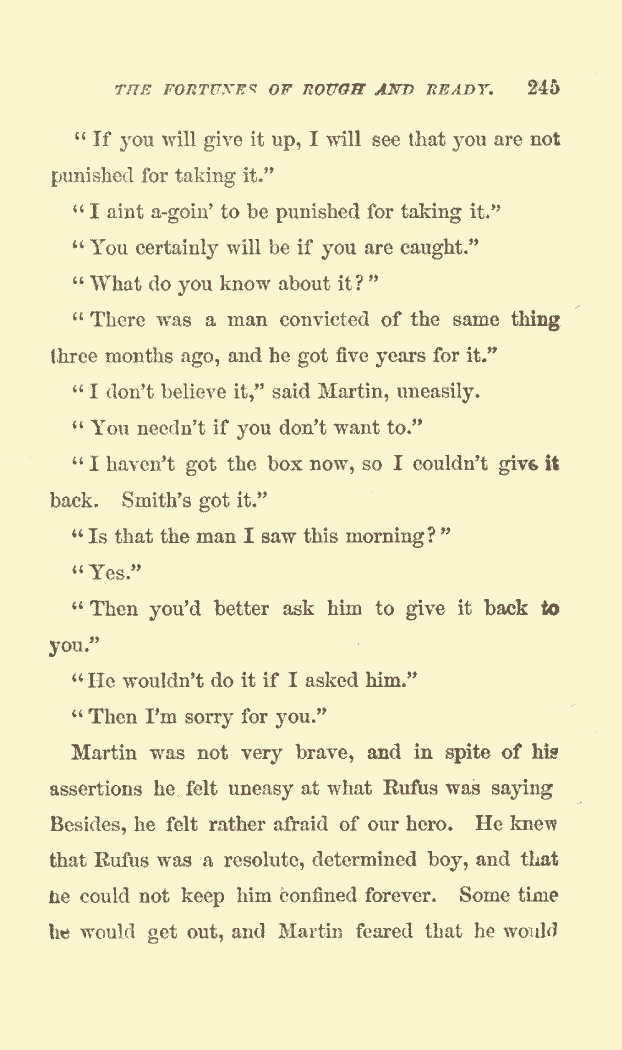 THE FORTUNES OF ROUGH AND READY. 245
" If you will give it up, I will see that you are not
punished for taking it."
" I aint a-goin' to be punished for taking it."
" You certainly will be if you are caught."
" What do you know about it? "
" There was a man convicted of the same thing
three months ago, and he got five years for it."
" I don't believe it," said Martin, uneasily.
" You needn't if you don't want to."
" I haven't got the box now, so I couldn't give it
back. Smith's got it."
" Is that the man I saw this morning? "
" Yes."
" Then you'd better ask him to give it back to
you."
" He wouldn't do it if I asked him."
" Then I'm sorry for you."
Martin was not very brave, and in spite of his
assertions he felt uneasy at what Rufus was saying
Besides, he felt rather afraid of our hero. He knew
that Rufus was a resolute, determined boy, and that
he could not keep him confined forever. Some time
he would get out, and Martin feared that he would